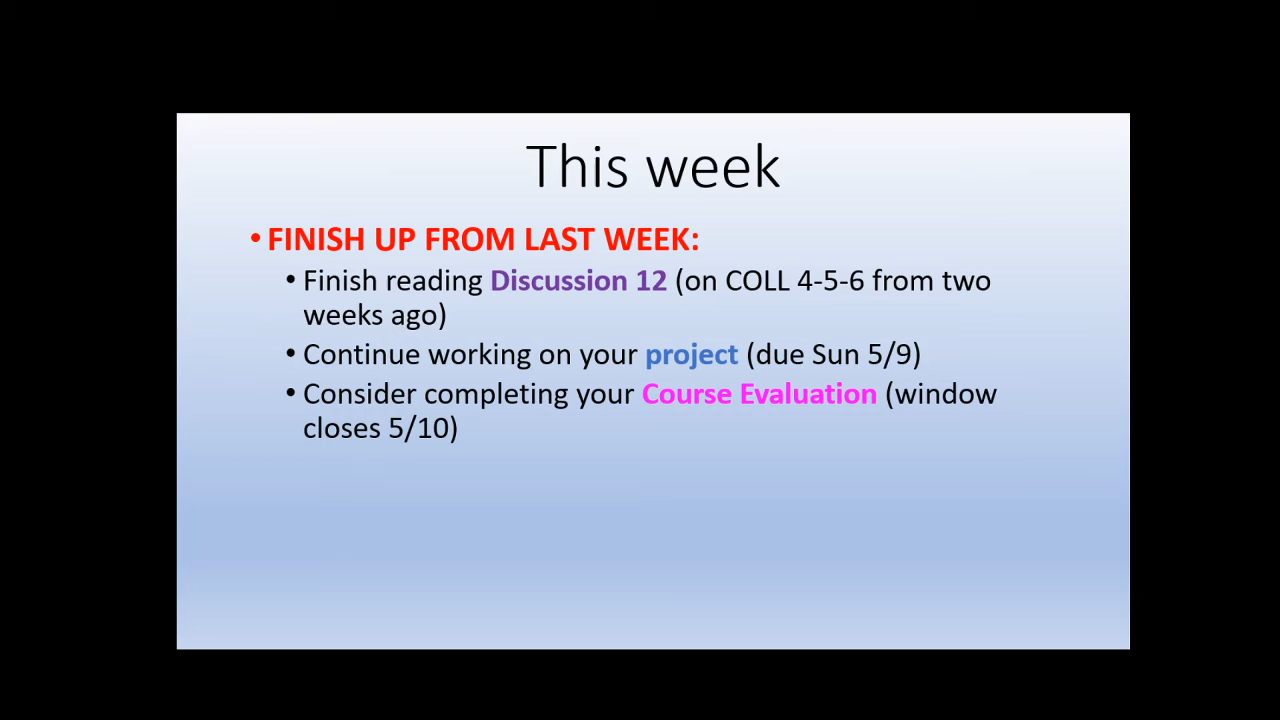 This week
• FINISH UP FROM LAST WEEK:
• Finish reading Discussion 12 (on COLL 4-5-6 from two
weeks ago)
• Continue working on your project (due Sun 5/9)
• Consider completing your Course Evaluation (window
closes 5/10)